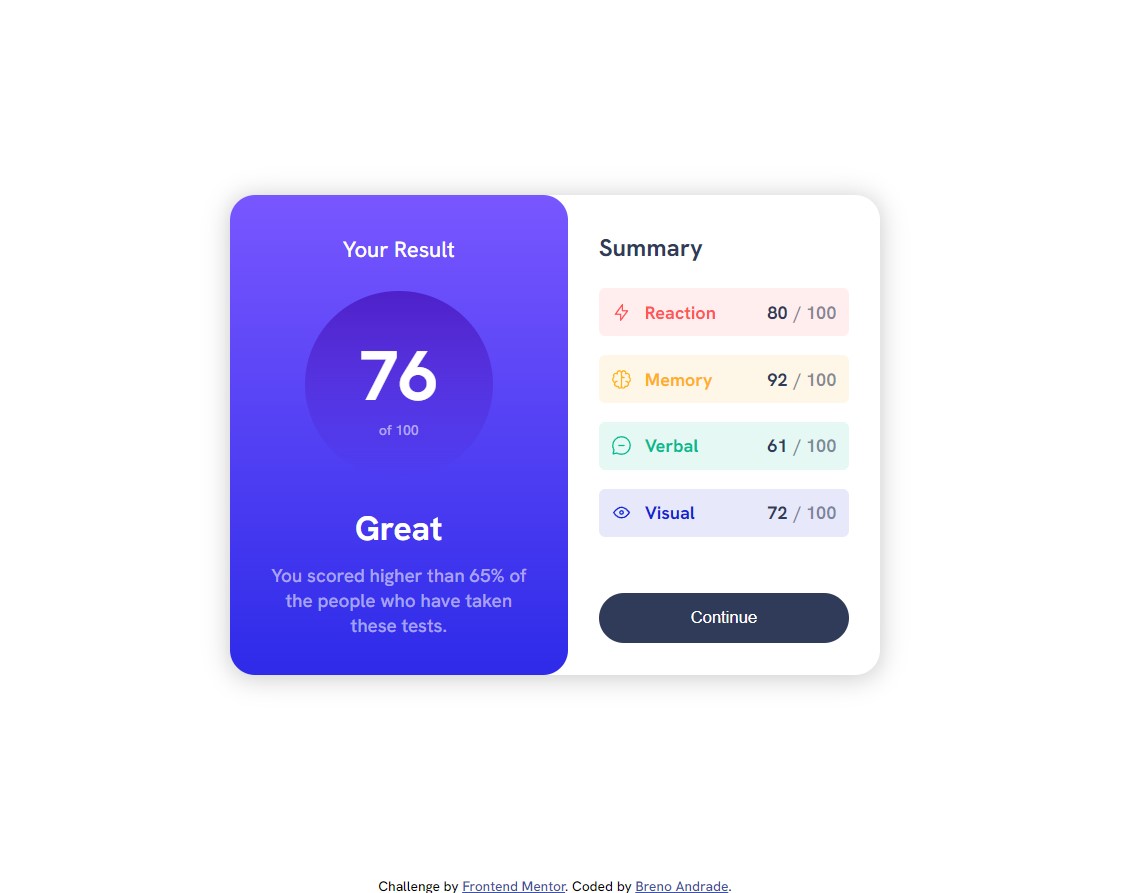 Your Result
76
of 100
Great
You scored higher than 65% of
the people who have taken
these tests.
Summary
Reaction 80 / 100
Memory 92 / 100
Verbal 61 / 100
Visual 72 / 100
Continue
Challenge by Frontend Mentor. Coded by Breno Andrade.